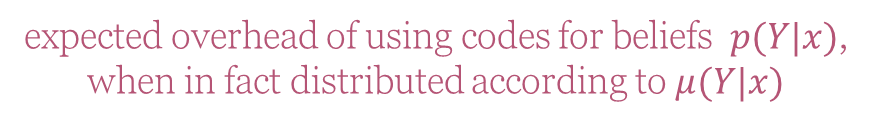 expected overhead of using codes for beliefs p(Y|x),
when in fact distributed according to μ(Y|x)